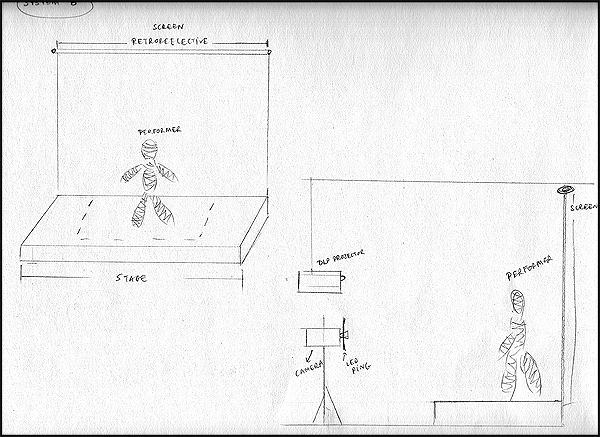 SYSTEM B
SCREEN
RETROREFLECTIVE
PERFORMER
STAGE
DLP PROJECTOR
CAMERA
LED
RING
PERFORMER
SCREEN